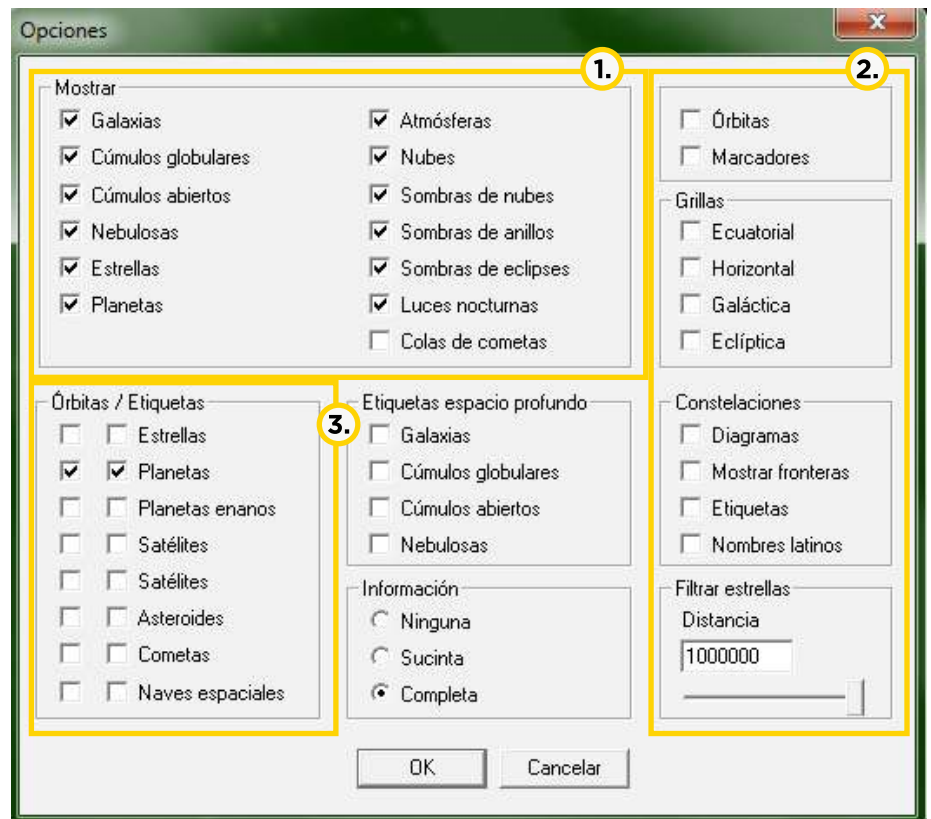 Opciones
1.
2.
Mostrar
Galaxias
Cúmulos globulares
Cúmulos abiertos
Nebulosas
Estrellas
Planetas
Atmósferas
Nubes
Sombras de nubes
Sombras de anillos
Sombras de eclipses
Luces nocturnas
Colas de cometas
Órbitas
Marcadores
Grillas
Ecuatorial
Horizontal
Galáctica
Eclíptica
3.
Órbitas / Etiquetas
Estrellas
Planetas
Planetas enanos
Satélites
Satélites
Asteroides
Cometas
Naves espaciales
Etiquetas espacio profundo
Galaxias
Cúmulos globulares
Cúmulos abiertos
Nebulosas
Información
Ninguna
Sucinta
Completa
Constelaciones
Diagramas
Mostrar fronteras
Etiquetas
Nombres latinos
Filtrar estrellas
Distancia
1000000
OK
Cancelar